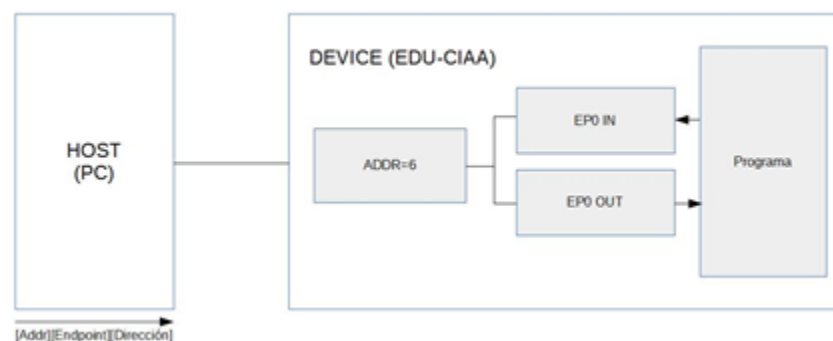 HOST
(PC)
DEVICE (EDU-CIAA)
ADDR=6
EP0 IN
EP0 OUT
Programa
[Addr][Endpoint][Dirección]